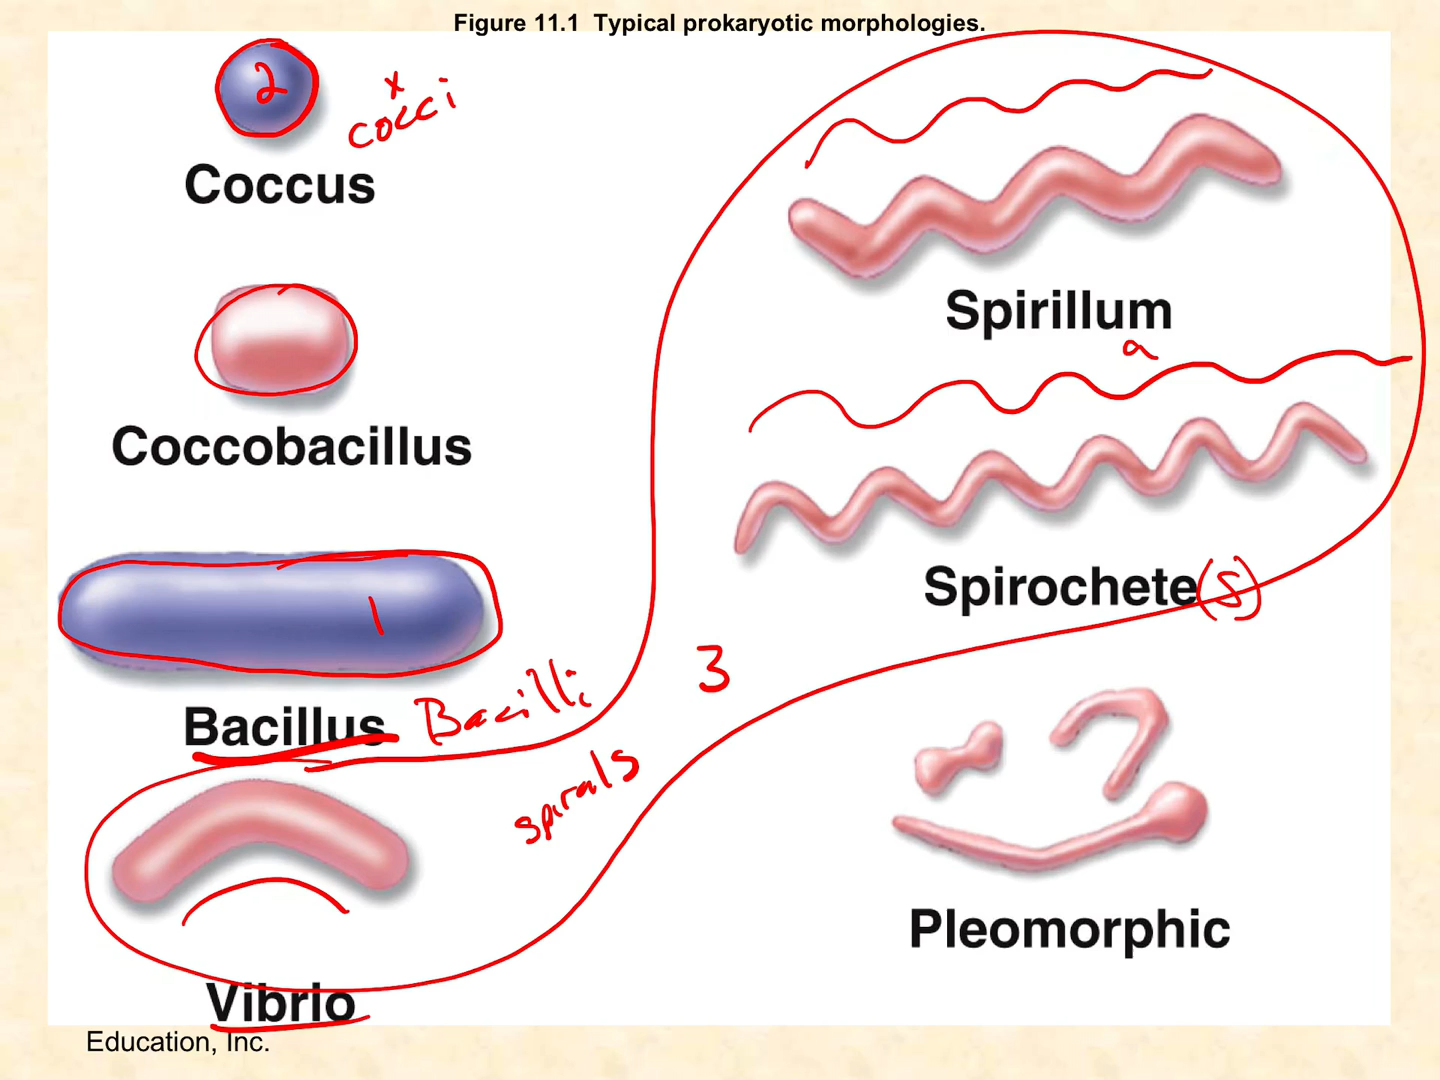 Figure 11.1 Typical prokaryotic morphologies.
2
x
cocci
Coccus
Spirillum
a
Coccobacillus
Spirochete(s)
1
Bacillus Bacilli
3
spirals
Pleomorphic
Vibrio
Education, Inc.